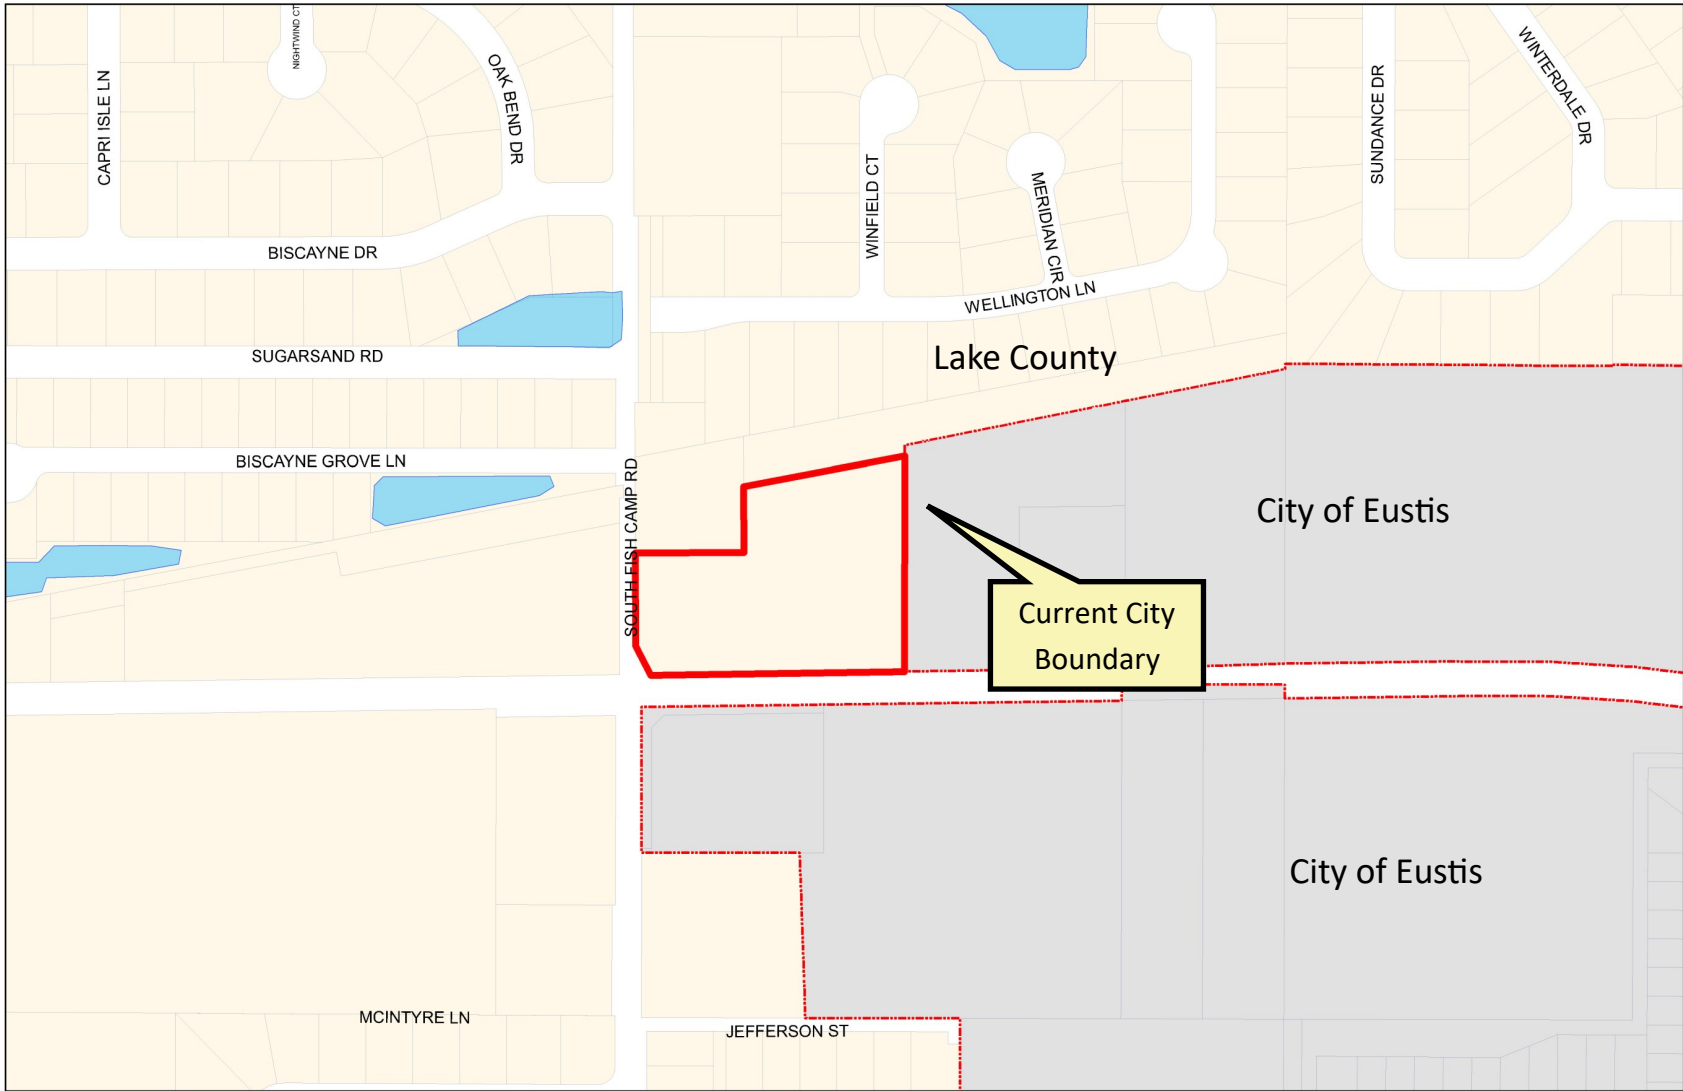 NIGHTWIND CT
CAPRI ISLE LN
OAK BEND DR
SUNDANCE DR
WINTERDALE DR
WINFIELD CT
MERIDIAN CIR
BISCAYNE DR
WELLINGTON LN
SUGARSAND RD
Lake County
BISCAYNE GROVE LN
SOUTH FISH CAMP RD
City of Eustis
Current City
Boundary
City of Eustis
MCINTYRE LN
JEFFERSON ST